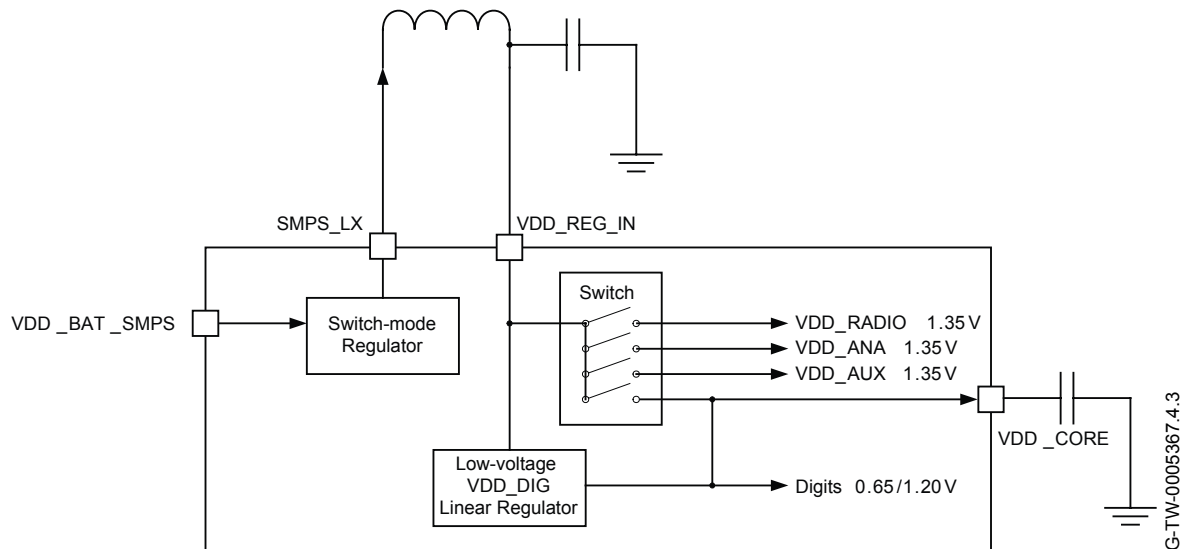 SMPS_LX
VDD_REG_IN
Switch
VDD _BAT _SMPS
Switch-mode
Regulator
VDD_RADIO 1.35 V
VDD_ANA 1.35 V
VDD_AUX 1.35 V
VDD _CORE
Low-voltage
VDD_DIG
Linear Regulator
Digits 0.65/1.20 V
G-TW-0005367.4.3